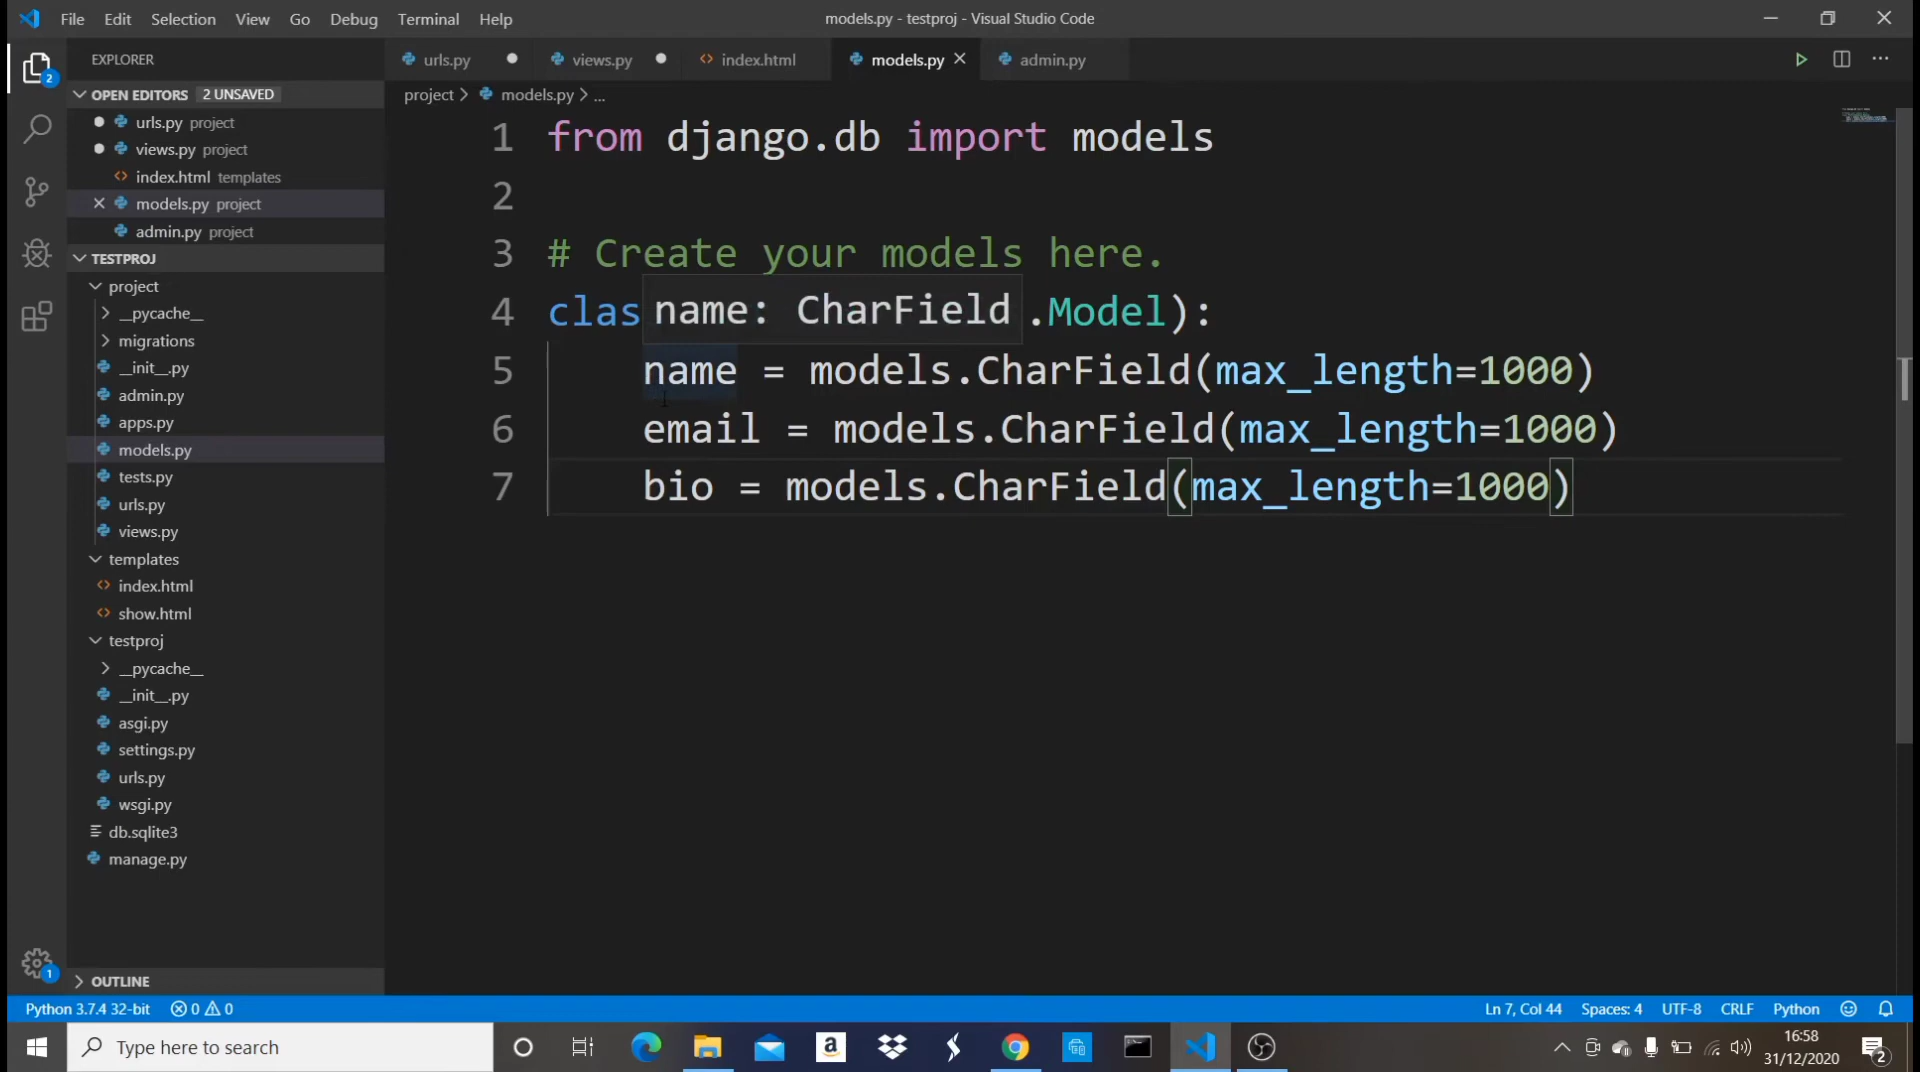 File Edit Selection View Go Debug Terminal Help
models.py - testproj - Visual Studio Code
2
EXPLORER
OPEN EDITORS 2 UNSAVED
urls.py project
views.py project
index.html templates
models.py project
admin.py project
TESTPROJ
project
__pycache__
migrations
__init__.py
admin.py
apps.py
models.py
tests.py
urls.py
views.py
templates
index.html
show.html
testproj
__pycache__
__init__.py
asgi.py
settings.py
urls.py
wsgi.py
db.sqlite3
manage.py
OUTLINE
1
urls.py views.py index.html models.py admin.py
project > models.py > ...
1 from django.db import models
2
3 # Create your models here.
4 clas name: CharField .Model):
5 name = models.CharField(max_length=1000)
6 email = models.CharField(max_length=1000)
7 bio = models.CharField(max_length=1000)
Python 3.7.4 32-bit 0 0
Ln 7, Col 44 Spaces: 4 UTF-8 CRLF Python
Type here to search
a
16:58
31/12/2020
2